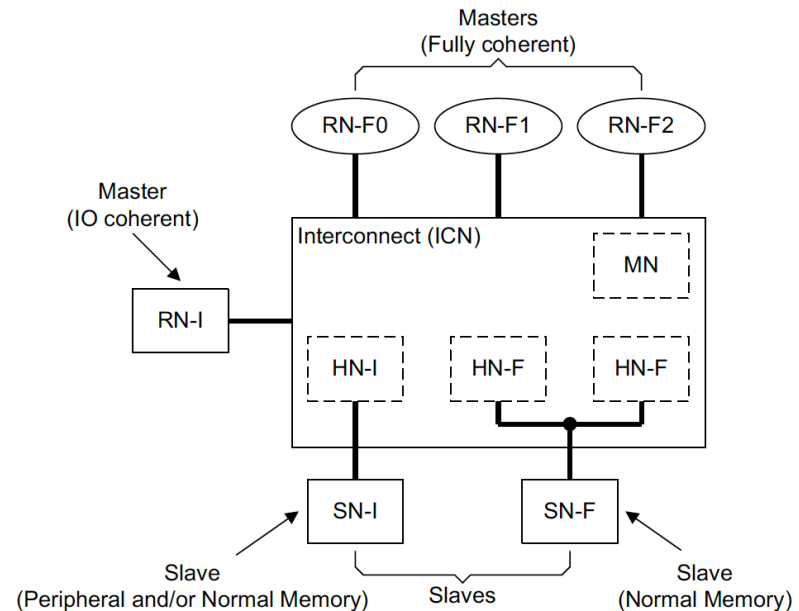 Masters
(Fully coherent)
RN-F0
RN-F1
RN-F2
Master
(IO coherent)
Interconnect (ICN)
MN
RN-I
HN-I
HN-F
HN-F
SN-I
SN-F
Slave
(Peripheral and/or Normal Memory)
Slaves
Slave
(Normal Memory)